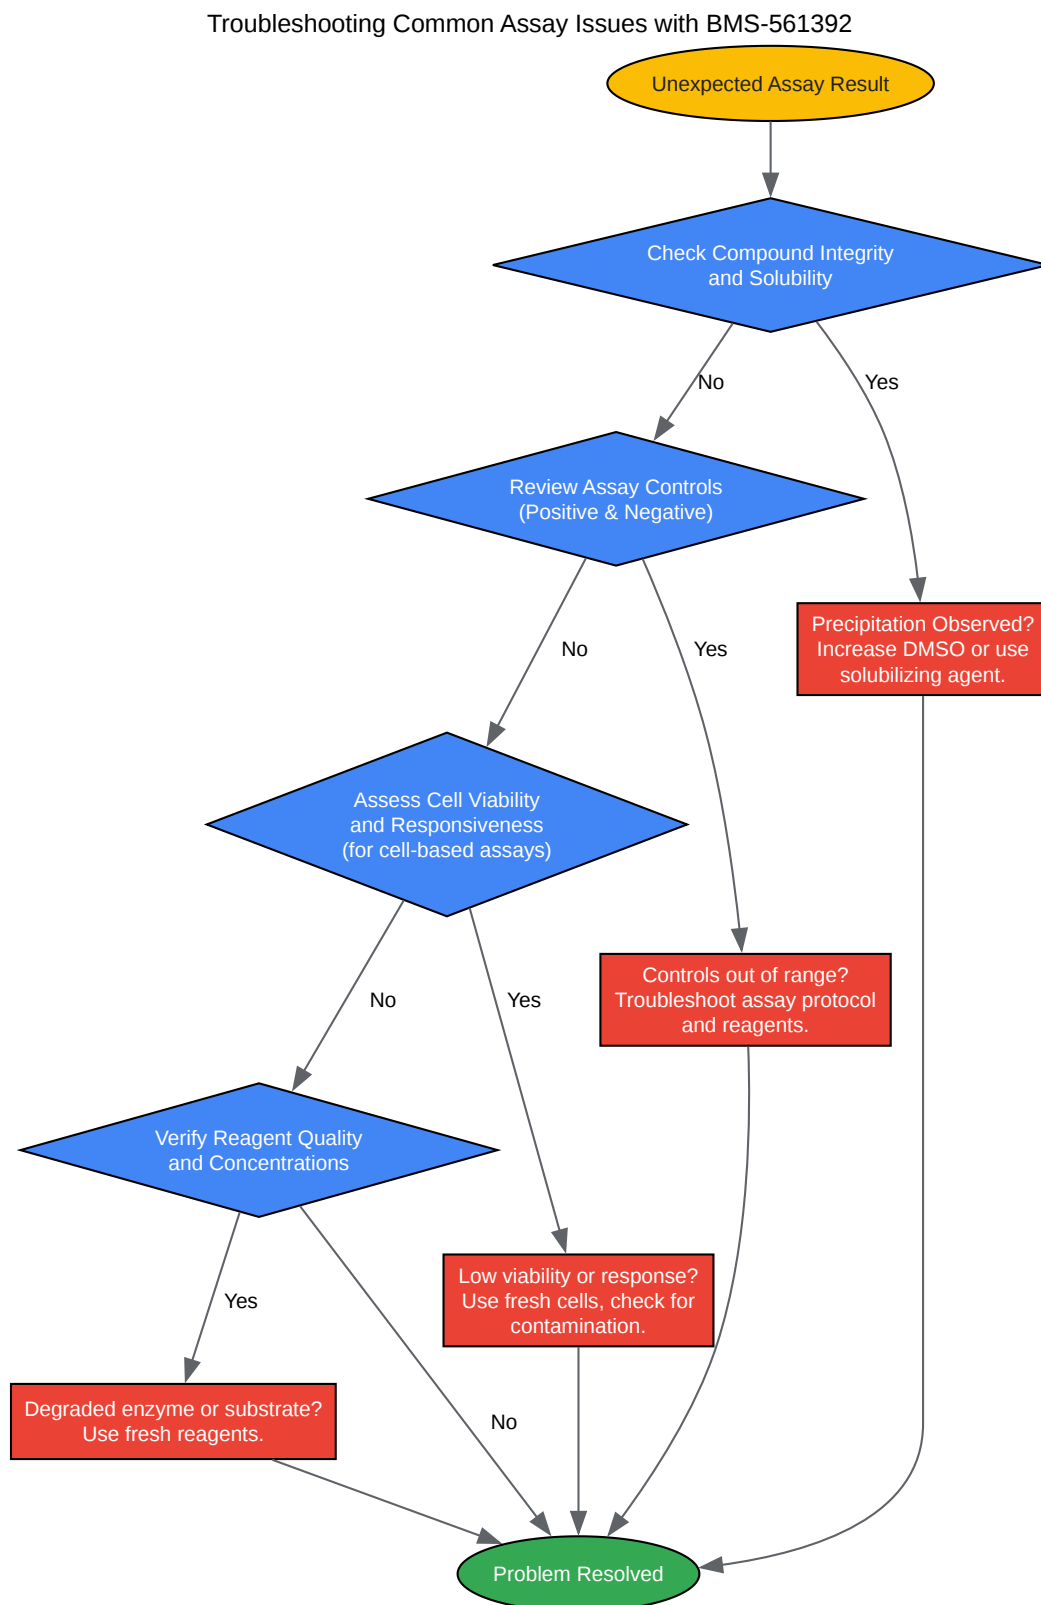 Troubleshooting Common Assay Issues with BMS-561392
Unexpected Assay Result
Check Compound Integrity
and Solubility
No
Yes
Review Assay Controls
(Positive & Negative)
Precipitation Observed?
Increase DMSO or use
solubilizing agent.
No
Yes
Assess Cell Viability
and Responsiveness
(for cell-based assays)
Controls out of range?
Troubleshoot assay protocol
and reagents.
No
Yes
Verify Reagent Quality
and Concentrations
Low viability or response?
Use fresh cells, check for
contamination.
Yes
No
Degraded enzyme or substrate?
Use fresh reagents.
Problem Resolved